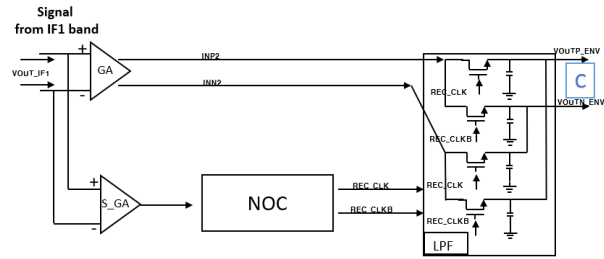 Signal
from IF1 band
VOUT_IF1
+
GA
-
INP2
INN2
VOUTP_ENV
C
VOUTN_ENV
REC_CLK
REC_CLKB
REC_CLK
REC_CLKB
LPF
+
S_GA
-
NOC
REC_CLK
REC_CLKB